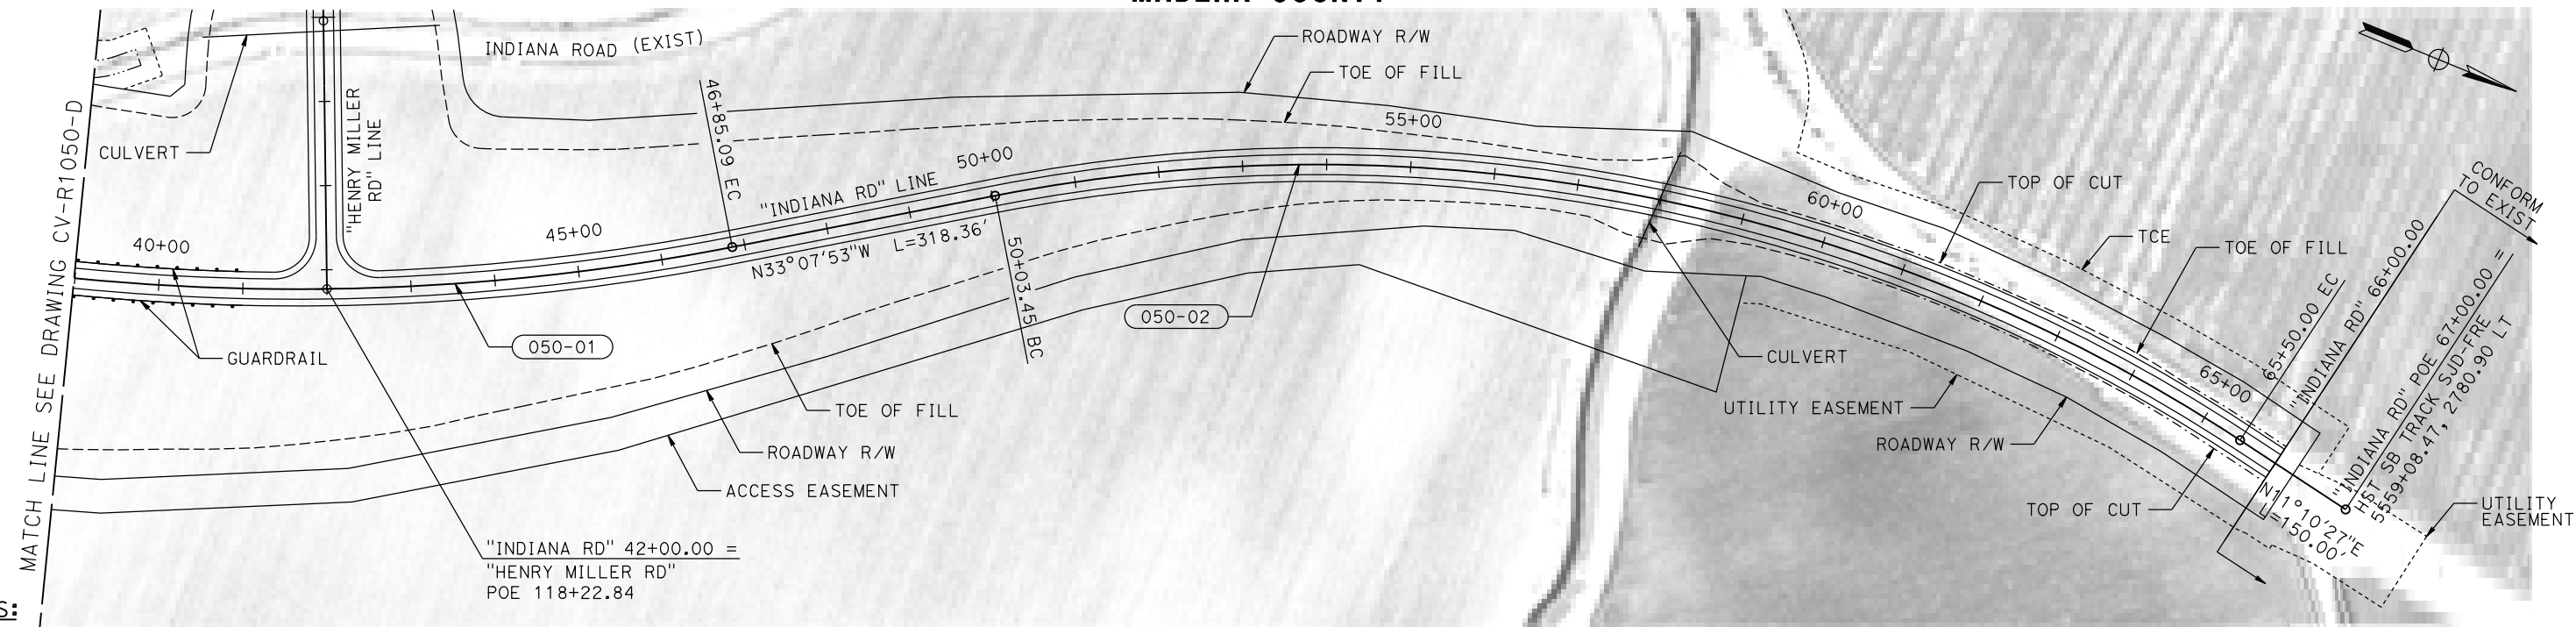 INDIANA ROAD (EXIST)
ROADWAY R/W
TOE OF FILL
CULVERT
"HENRY MILLER
RD" LINE
MATCH LINE SEE DRAWING CV-R1050-D
40+00
45+00
46+85.09 EC
"INDIANA RD" LINE
50+00
N33°07'53"W L=318.36'
50+03.45 BC
55+00
60+00
TOP OF CUT
TCE
TOE OF FILL
CONFORM
TO EXIST
65+00
65+50.00 EC
"INDIANA RD" 66+00.00
"INDIANA RD" POE 67+00.00 =
HST SB TRACK SJD-FRE
5559+08.47, 2780.90 LT
N11°10'27"E
L=150.00'
GUARDRAIL
050-01
050-02
CULVERT
UTILITY EASEMENT
ROADWAY R/W
TOE OF FILL
ROADWAY R/W
ACCESS EASEMENT
TOP OF CUT
UTILITY
EASEMENT
"INDIANA RD" 42+00.00 =
"HENRY MILLER RD"
POE 118+22.84
S: